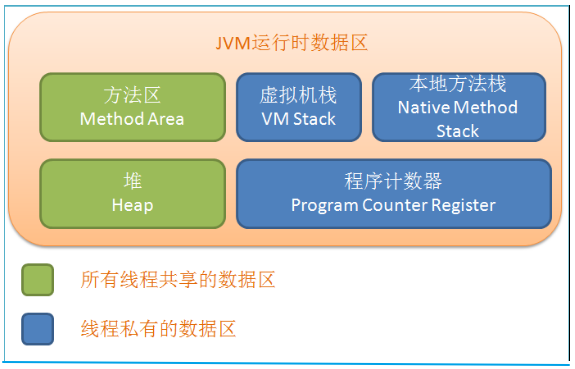 JVM运行时数据区
方法区
Method Area
虚拟机栈
VM Stack
本地方法栈
Native Method
Stack
堆
Heap
程序计数器
Program Counter Register
所有线程共享的数据区
线程私有的数据区